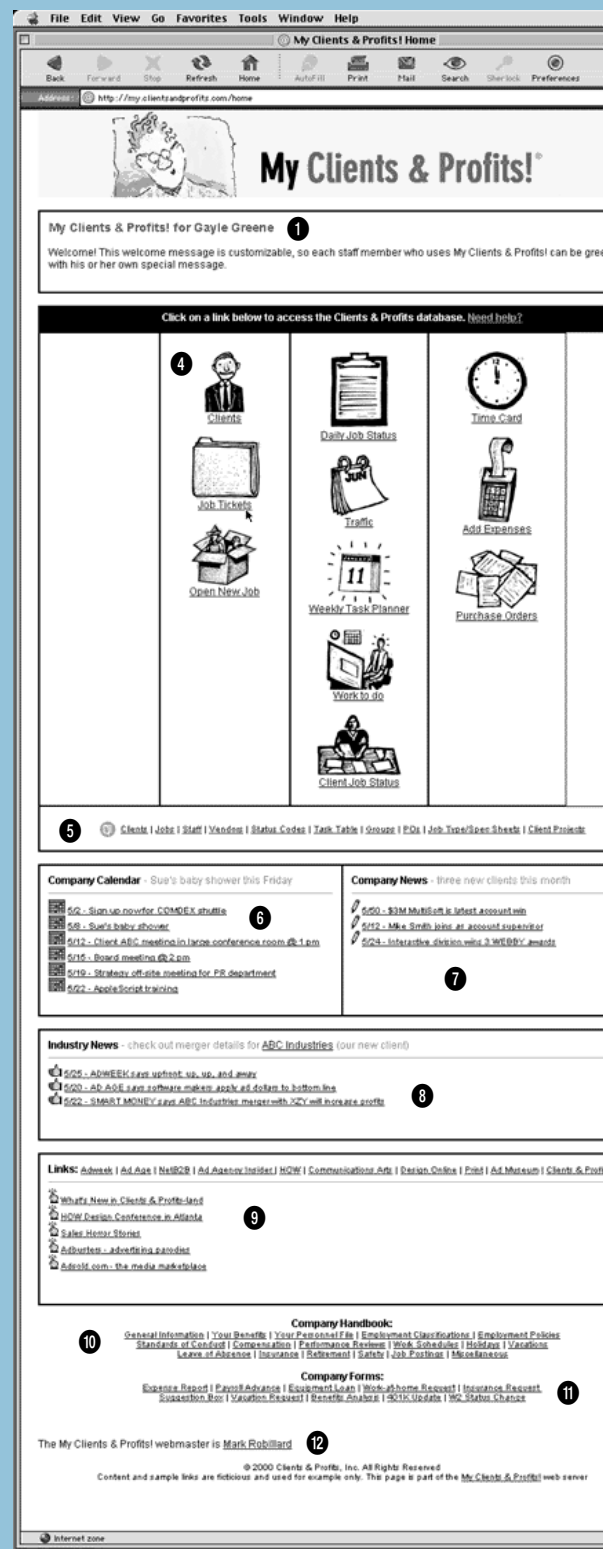 File Edit View Go Favorites Tools Window Help
My Clients & Profits! Home
Back Forward Stop Refresh Home AutoFill Print Mail Search Sherlock Preferences
Address: http://my.clientsandprofits.com/home
My Clients & Profits!®
My Clients & Profits! for Gayle Greene 1
Welcome! This welcome message is customizable, so each staff member who uses My Clients & Profits! can be gree
with his or her own special message.
Click on a link below to access the Clients & Profits database. Need help?
4
Clients
Daily Job Status
Time Card
Job Tickets
JUN
Traffic
Add Expenses
Open New Job
11
Weekly Task Planner
Purchase Orders
Work to do
Client Job Status
5 Clients | Jobs | Staff | Vendors | Status Codes | Task Table | Groups | POs | Job Type/Spec Sheets | Client Projects
Company Calendar - Sue's baby shower this Friday
5/2 - Sign up now for COMDEX shuttle
6
5/8 - Sue's baby shower
5/12 - Client ABC meeting in large conference room @ 1 pm
5/15 - Board meeting @ 2 pm
5/19 - Strategy off-site meeting for PR department
5/22 - AppleScript training
Company News - three new clients this month
5/50 - $3M MultiSoft is latest account win
5/12 - Mike Smith joins as account supervisor
5/24 - Interactive division wins 3 WEBBY awards
7
Industry News - check out merger details for ABC Industries (our new client)
5/25 - ADWEEK says upfront: up, up, and away
5/20 - AD AGE says software makers apply ad dollars to bottom line
5/22 - SMART MONEY says ABC Industries merger with XZY will increase profits
8
Links: Adweek | Ad Age | NetB2B | Ad Agency Insider | HOW | Communications Arts | Design Online | Print | Ad Museum | Clients & Profi
What's New in Clients & Profits-land
HOW Design Conference in Atlanta
9
Sales Horror Stories
Adbusters - advertising parodies
Adsold.com - the media marketplace
Company Handbook:
10
General Information | Your Benefits | Your Personnel File | Employment Classifications | Employment Policies
Standards of Conduct | Compensation | Performance Reviews | Work Schedules | Holidays | Vacations
Leave of Absence | Insurance | Retirement | Safety | Job Postings | Miscellaneous
Company Forms:
Expense Report | Payroll Advance | Equipment Loan | Work-at-home Request | Insurance Request
11
Suggestion Box | Vacation Request | Benefits Analysis | 401K Update | W2 Status Change
The My Clients & Profits! webmaster is Mark Robillard 12
© 2000 Clients & Profits, Inc. All Rights Reserved
Content and sample links are ficticious and used for example only. This page is part of the My Clients & Profits! web server
Internet zone